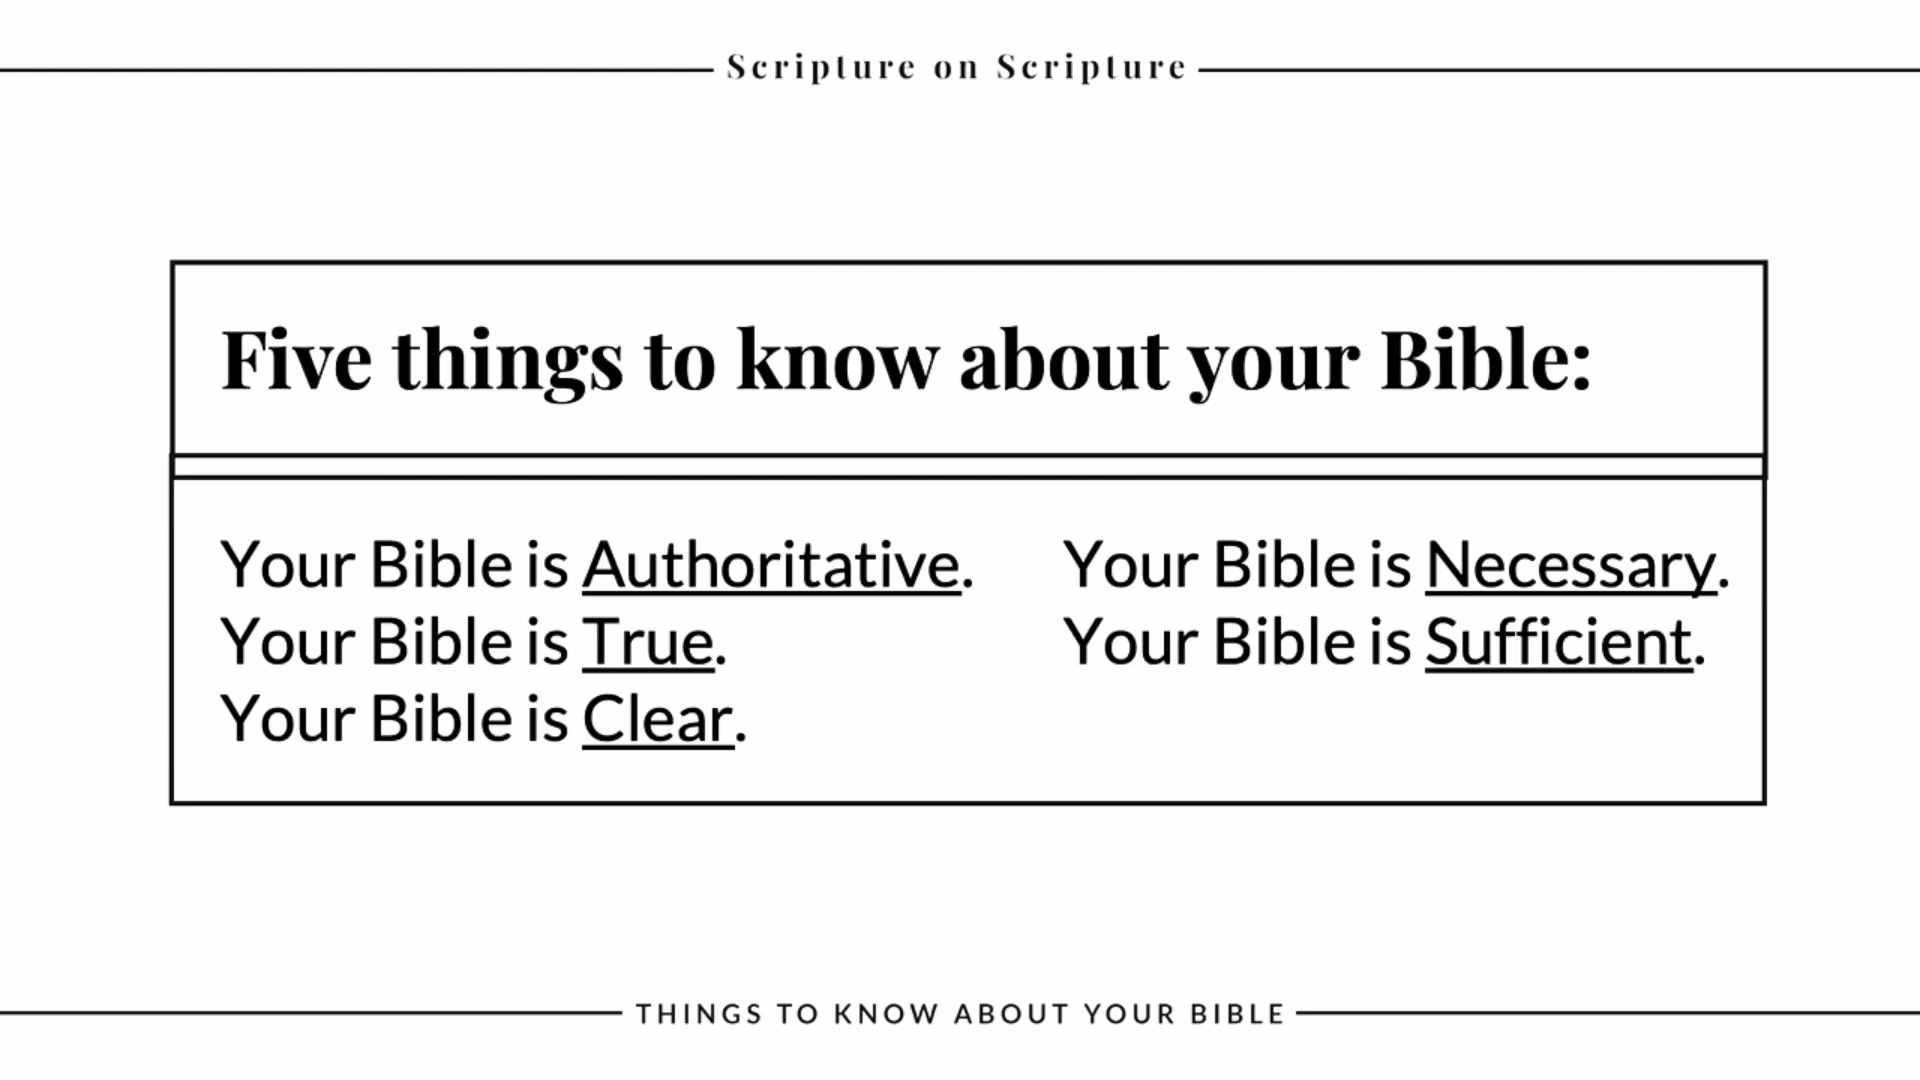 Scripture on Scripture
Five things to know about your Bible:
Your Bible is Authoritative.
Your Bible is True.
Your Bible is Clear.
Your Bible is Necessary.
Your Bible is Sufficient.
THINGS TO KNOW ABOUT YOUR BIBLE